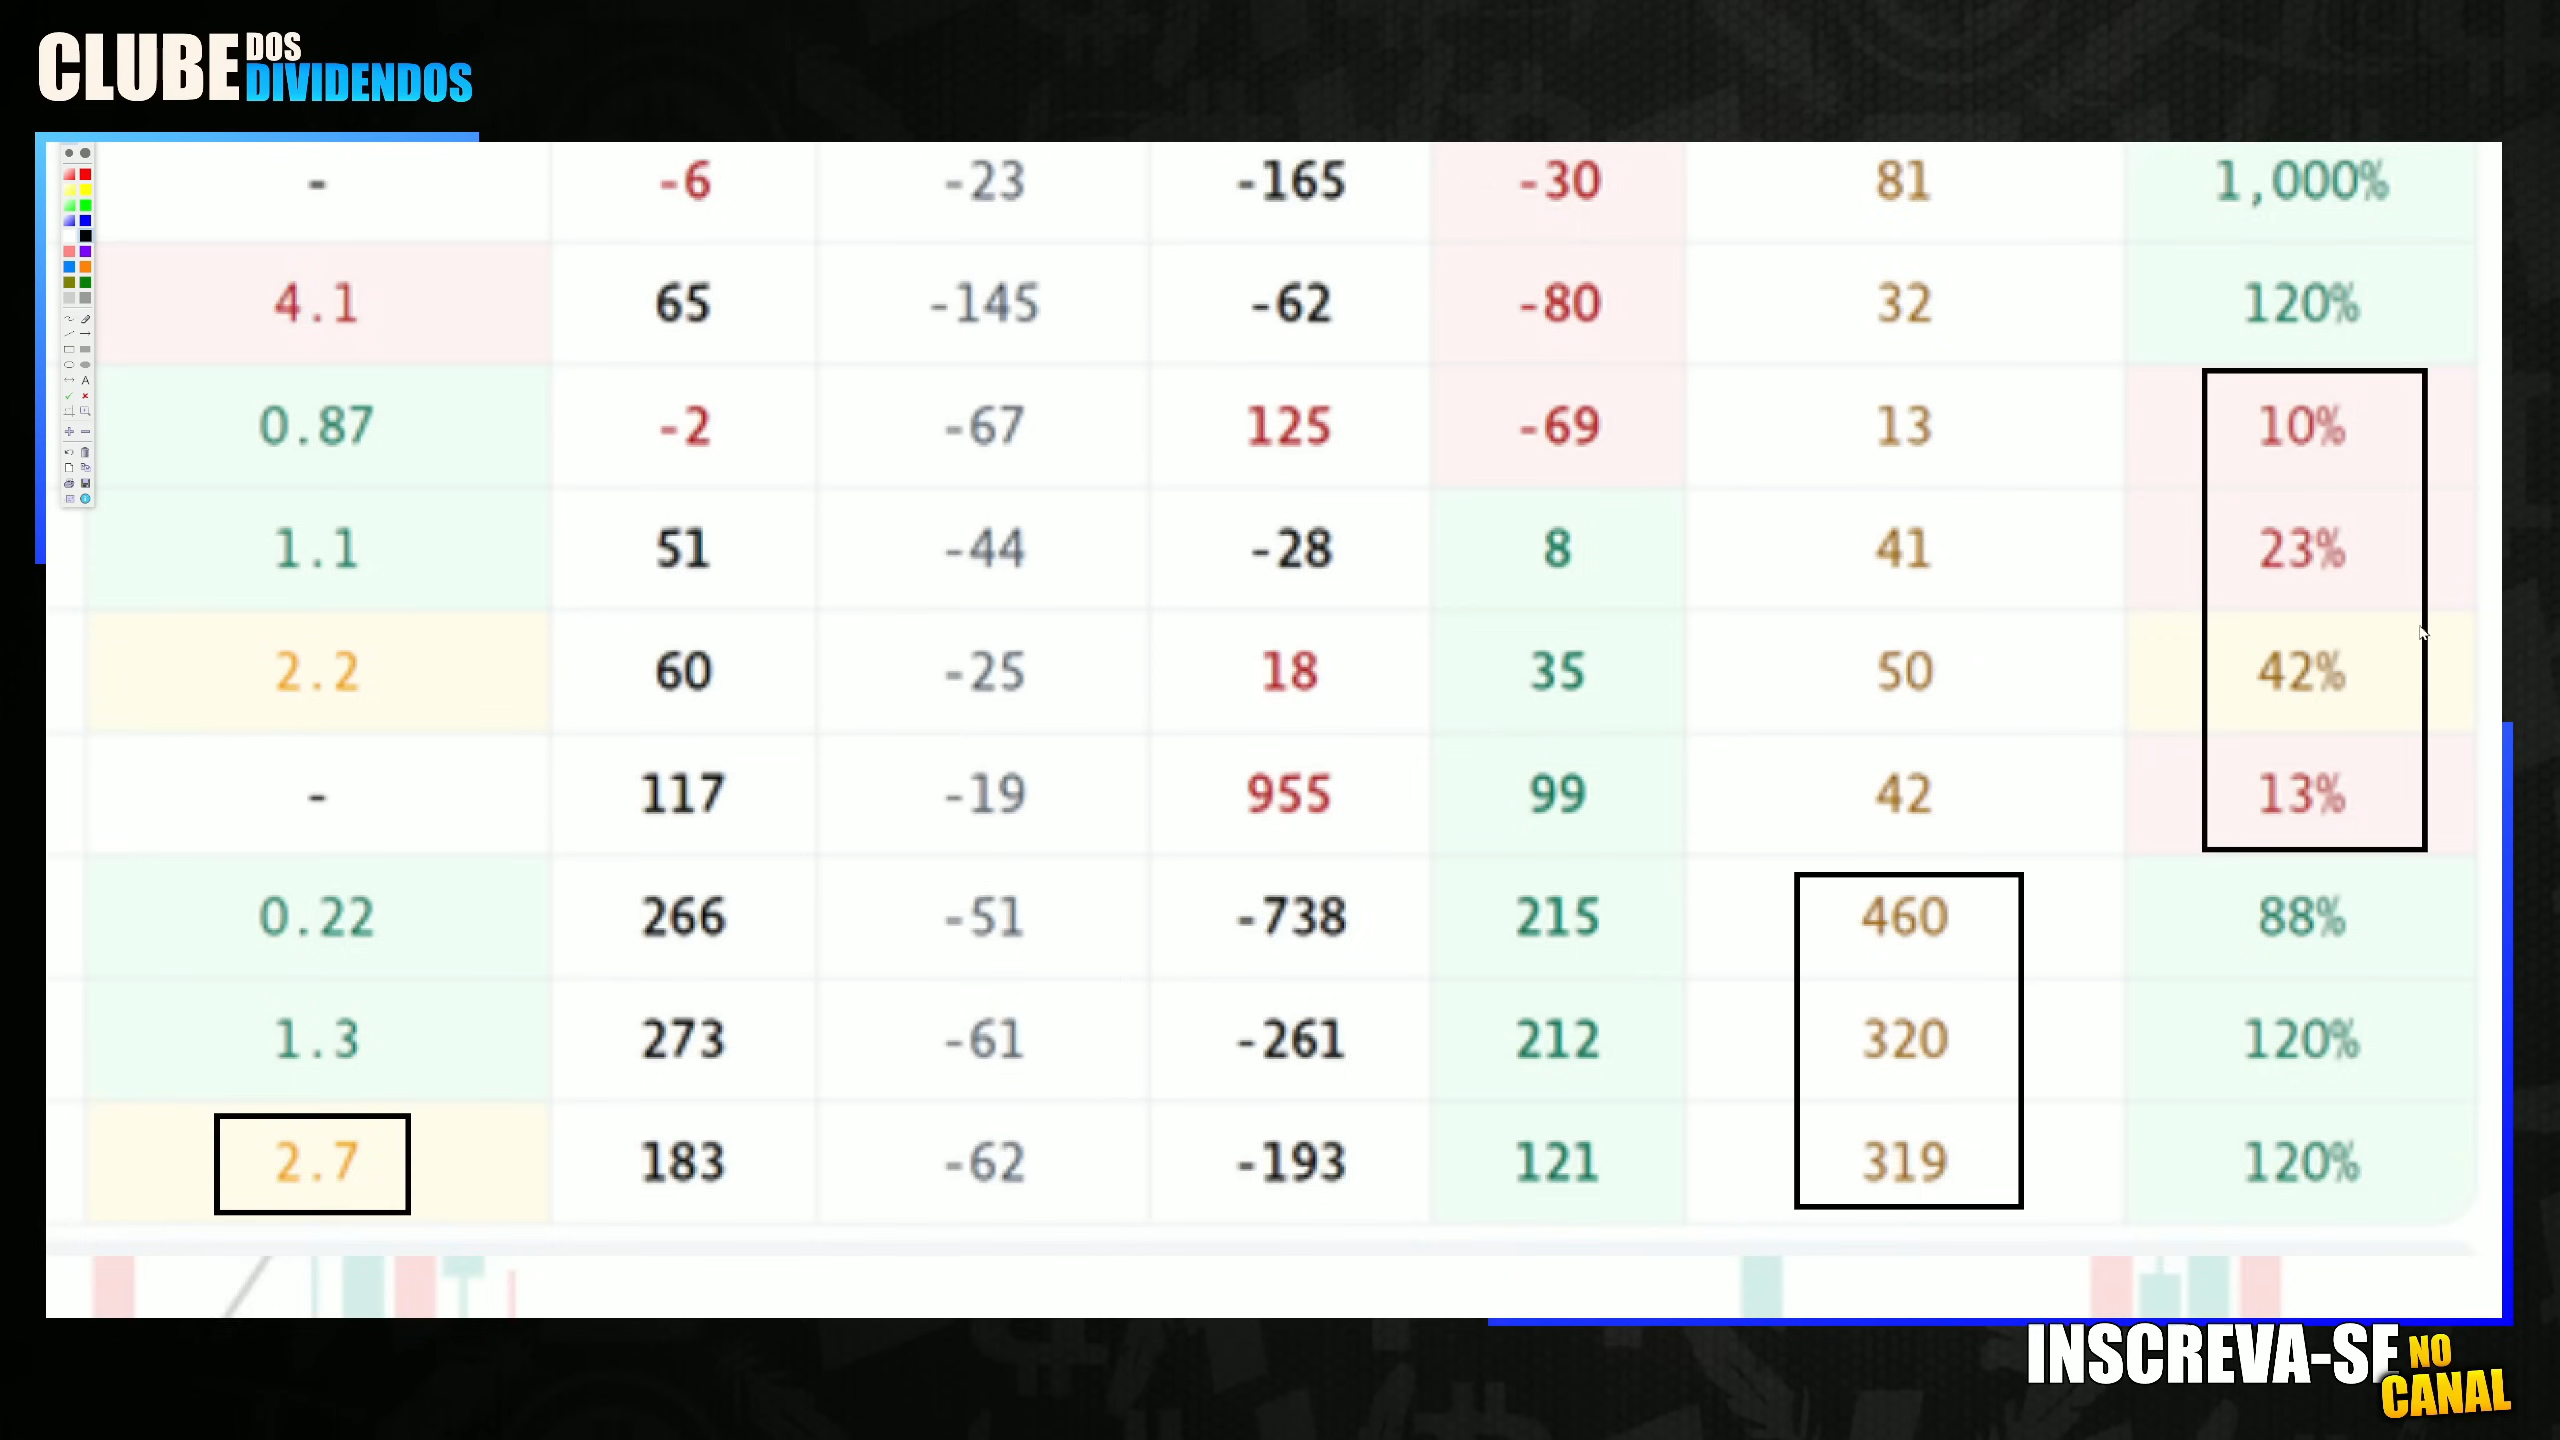 CLUBE DOS
DIVIDENDOS
- -6 -23 -165 -30 81 1,000%
4.1 65 -145 -62 -80 32 120%
0.87 -2 -67 125 -69 13 10%
1.1 51 -44 -28 8 41 23%
2.2 60 -25 18 35 50 42%
- 117 -19 955 99 42 13%
0.22 266 -51 -738 215 460 88%
1.3 273 -61 -261 212 320 120%
2.7 183 -62 -193 121 319 120%
INSCREVA-SE NO
CANAL